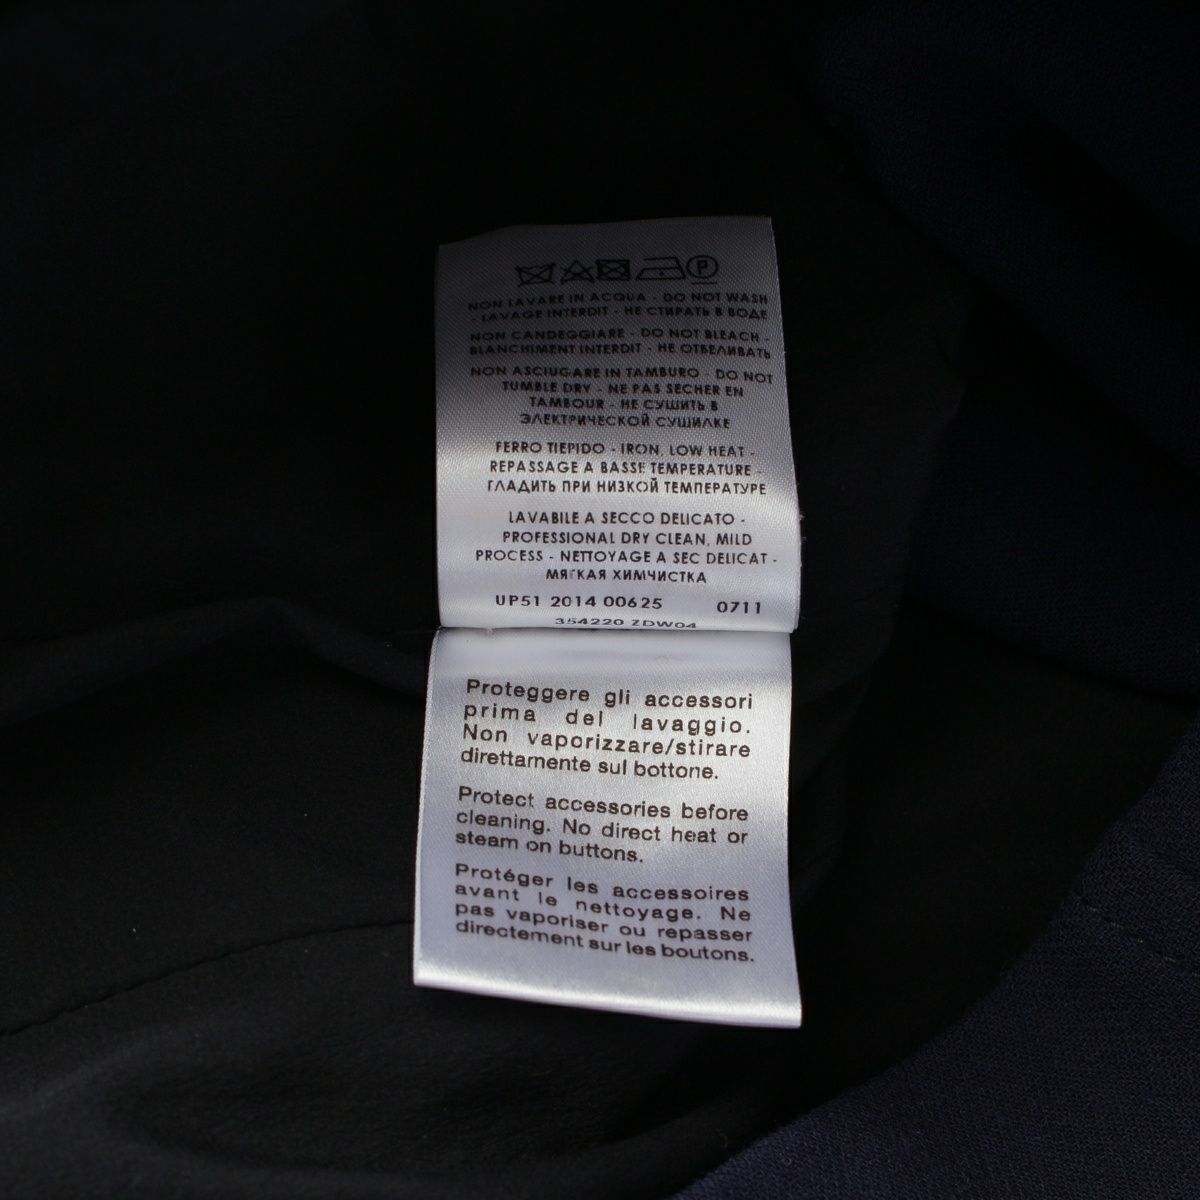 P
NON LAVARE IN ACQUA - DO NOT WASH
- LAVAGE INTERDIT - НЕ СТИРАТЬ В ВОДЕ
NON CANDEGGIARE - DO NOT BLEACH -
BLANCHIMENT INTERDIT - НЕ ОТБЕЛИВАТЬ
NON ASCIUGARE IN TAMBURO - DO NOT
TUMBLE DRY - NE PAS SECHER EN
TAMBOUR - НЕ СУШИТЬ В
ЭЛЕКТРИЧЕСКОЙ СУШИЛКЕ
FERRO TIEPIDO - IRON, LOW HEAT -
REPASSAGE A BASSE TEMPERATURE -
ГЛАДИТЬ ПРИ НИЗКОЙ ТЕМПЕРАТУРЕ
LAVABILE A SECCO DELICATO -
PROFESSIONAL DRY CLEAN, MILD
PROCESS - NETTOYAGE A SEC DELICAT -
МЯГКАЯ ХИМЧИСТКА
UP51 2014 00625 0711
354220 ZDW04
Proteggere gli accessori
prima del lavaggio.
Non vaporizzare/stirare
direttamente sul bottone.
Protect accessories before
cleaning. No direct heat or
steam on buttons.
Protéger les accessoires
avant le nettoyage. Ne
pas vaporiser ou repasser
directement sur les boutons.